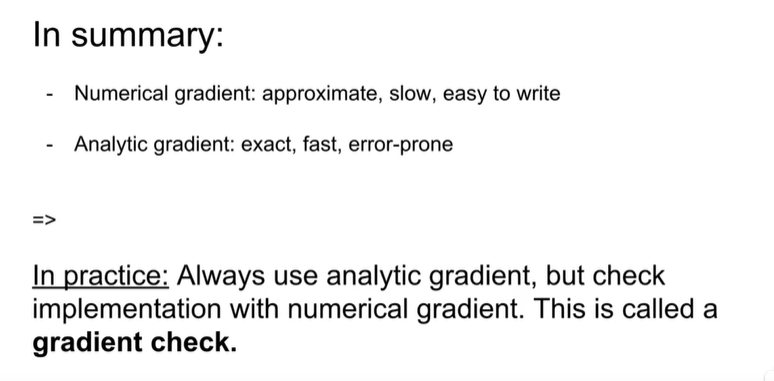 In summary:
- Numerical gradient: approximate, slow, easy to write
- Analytic gradient: exact, fast, error-prone
=>
In practice: Always use analytic gradient, but check
implementation with numerical gradient. This is called a
gradient check.